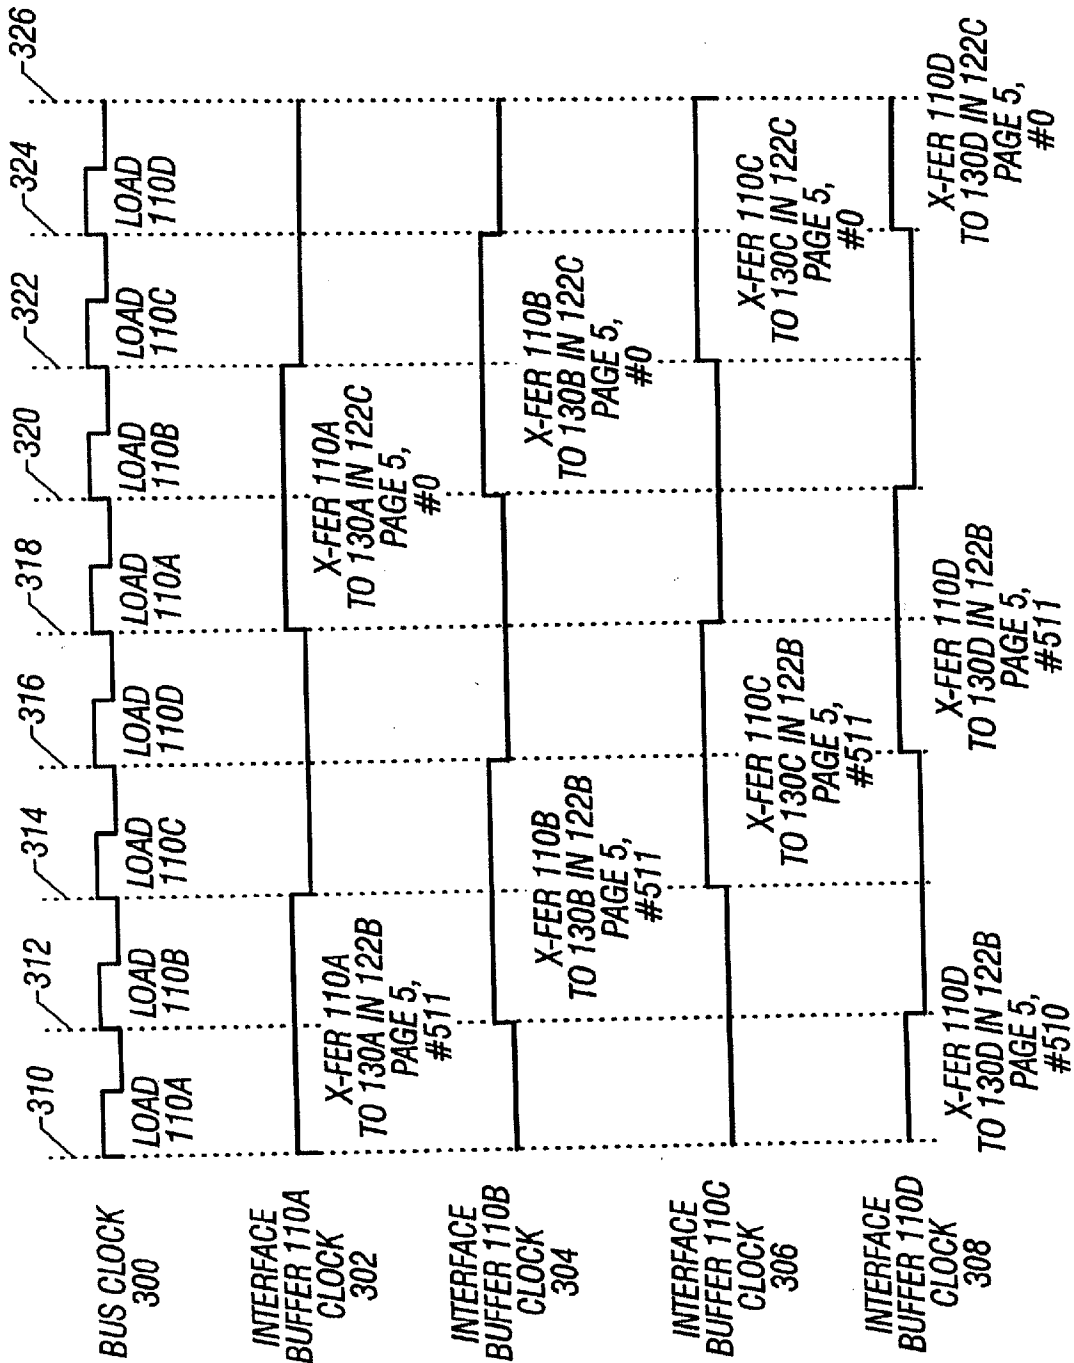 310
312
314
316
318
320
322
324
326
BUS CLOCK
300
LOAD
110A
LOAD
110B
LOAD
110C
LOAD
110D
LOAD
110A
LOAD
110B
LOAD
110C
LOAD
110D
INTERFACE
BUFFER 110A
CLOCK
302
X-FER 110A
TO 130A IN 122B
PAGE 5,
#511
X-FER 110A
TO 130A IN 122C
PAGE 5,
#0
INTERFACE
BUFFER 110B
CLOCK
304
X-FER 110B
TO 130B IN 122B
PAGE 5,
#511
X-FER 110B
TO 130B IN 122C
PAGE 5,
#0
INTERFACE
BUFFER 110C
CLOCK
306
X-FER 110C
TO 130C IN 122B
PAGE 5,
#511
X-FER 110C
TO 130C IN 122C
PAGE 5,
#0
INTERFACE
BUFFER 110D
CLOCK
308
X-FER 110D
TO 130D IN 122B
PAGE 5,
#510
X-FER 110D
TO 130D IN 122B
PAGE 5,
#511
X-FER 110D
TO 130D IN 122C
PAGE 5,
#0